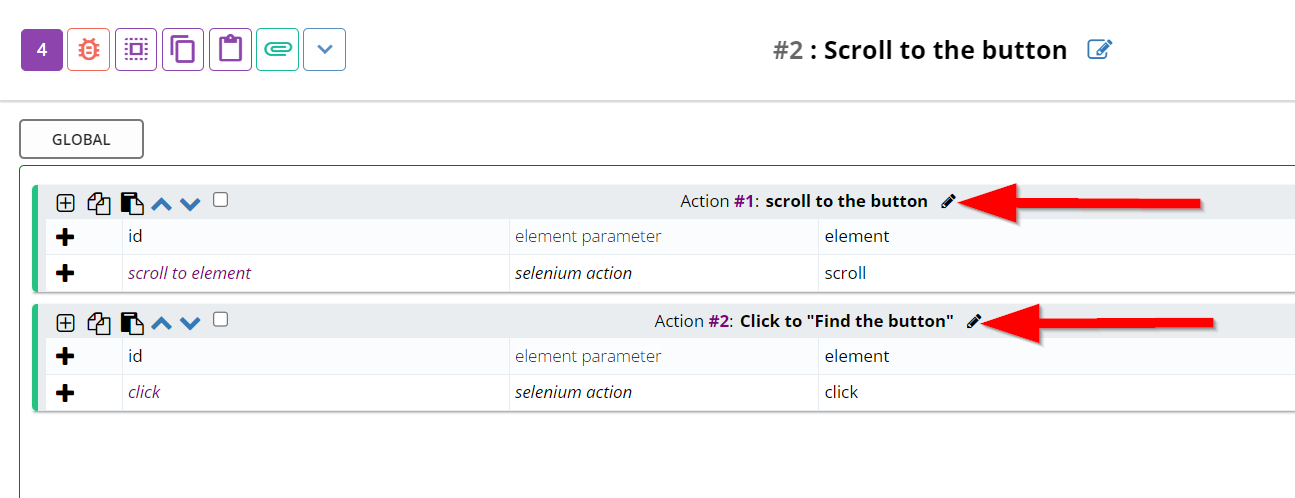 4
#2 : Scroll to the button
GLOBAL
Action #1: scroll to the button
id element parameter element
scroll to element selenium action scroll
Action #2: Click to "Find the button"
id element parameter element
click selenium action click